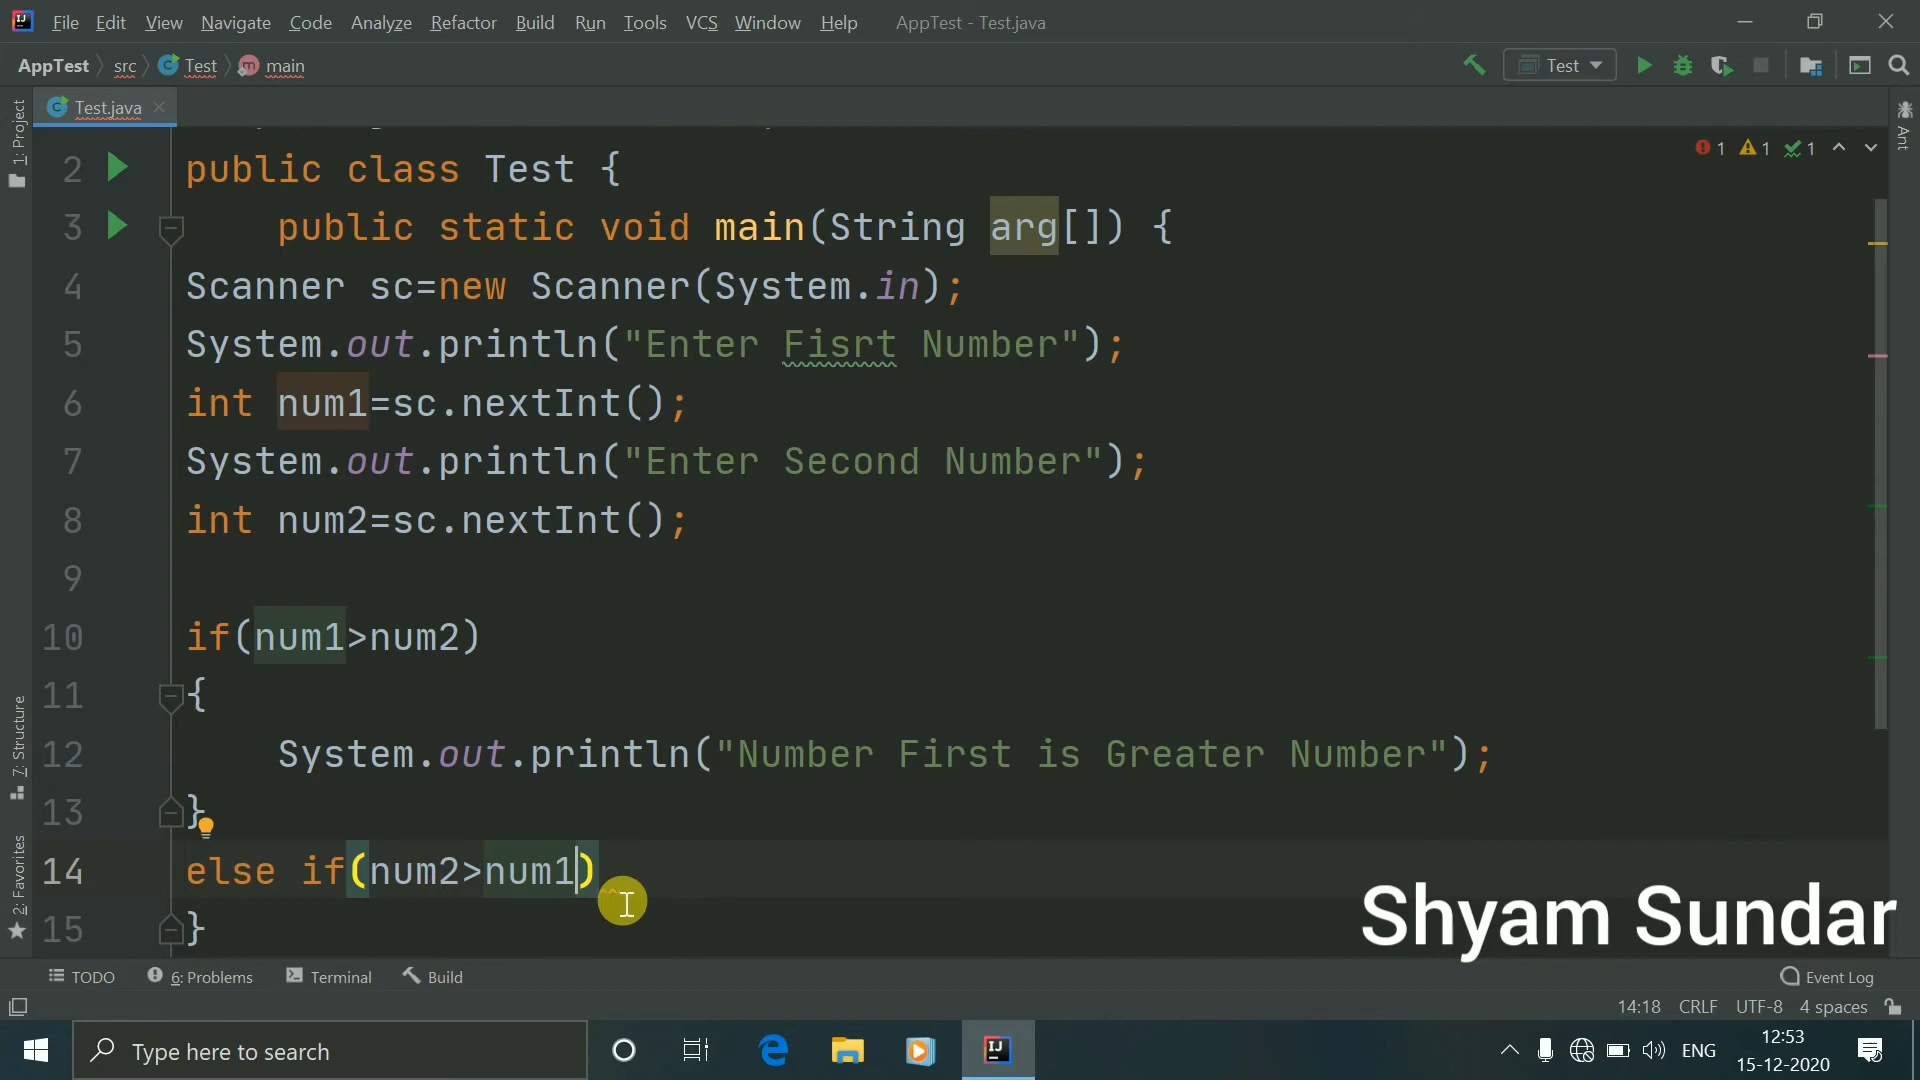 File Edit View Navigate Code Analyze Refactor Build Run Tools VCS Window Help AppTest - Test.java
AppTest src Test main Test
Test.java
1: Project
Ant
1 1 1
2 public class Test {
3 public static void main(String arg[]) {
4 Scanner sc=new Scanner(System.in);
5 System.out.println("Enter Fisrt Number");
6 int num1=sc.nextInt();
7 System.out.println("Enter Second Number");
8 int num2=sc.nextInt();
9
10 if(num1>num2)
11 {
12 System.out.println("Number First is Greater Number");
13 }
14 else if(num2>num1)
15 }
7: Structure
2: Favorites
Shyam Sundar
TODO 6: Problems Terminal Build Event Log
14:18 CRLF UTF-8 4 spaces
Type here to search ENG 12:53
15-12-2020